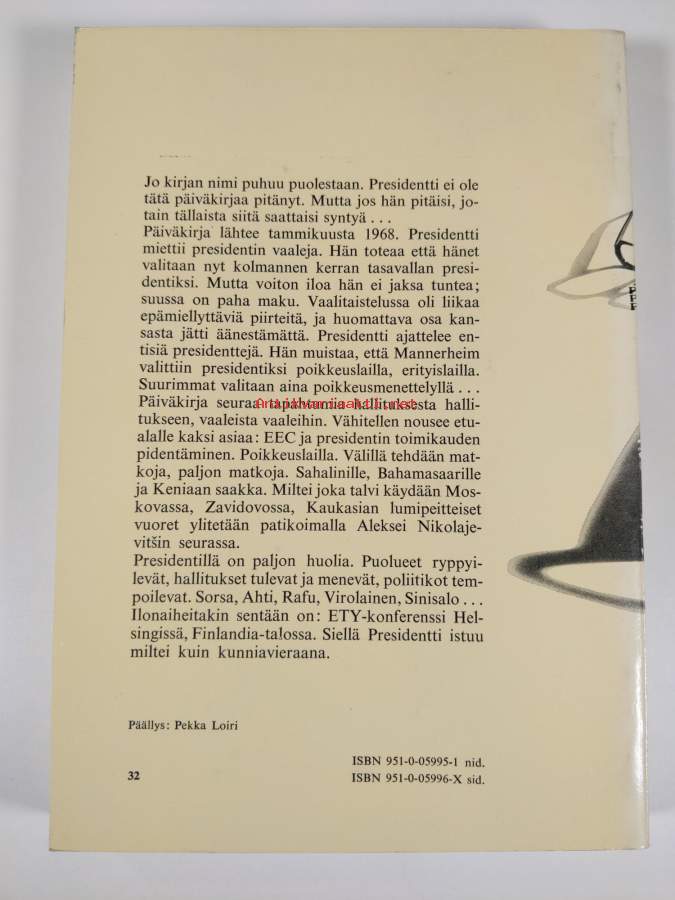 Jo kirjan nimi puhuu puolestaan. Presidentti ei ole
tätä päiväkirjaa pitänyt. Mutta jos hän pitäisi, jo-
tain tällaista siitä saattaisi syntyä . . .
Päiväkirja lähtee tammikuusta 1968. Presidentti
miettii presidentin vaaleja. Hän toteaa että hänet
valitaan nyt kolmannen kerran tasavallan presi-
dentiksi. Mutta voiton iloa hän ei jaksa tuntea;
suussa on paha maku. Vaalitaistelussa oli liikaa
epämiellyttäviä piirteitä, ja huomattava osa kan-
sasta jätti äänestämättä. Presidentti ajattelee en-
tisiä presidenttejä. Hän muistaa, että Mannerheim
valittiin presidentiksi poikkeuslailla, erityislailla.
Suurimmat valitaan aina poikkeusmenettelyllä . . .
Päiväkirja seuraa tapahtumia hallituksesta halli-
tukseen, vaaleista vaaleihin. Vähitellen nousee etu-
alalle kaksi asiaa: EEC ja presidentin toimikauden
pidentäminen. Poikkeuslailla. Välillä tehdään mat-
koja, paljon matkoja. Sahalinille, Bahamasaarille
ja Keniaan saakka. Miltei joka talvi käydään Mos-
kovassa, Zavidovossa, Kaukasian lumipeitteiset
vuoret ylitetään patikoimalla Aleksei Nikolaje-
vitšin seurassa.
Presidentillä on paljon huolia. Puolueet ryppyi-
levät, hallitukset tulevat ja menevät, poliitikot tem-
poilevat. Sorsa, Ahti, Rafu, Virolainen, Sinisalo . . .
Ilonaiheitakin sentään on: ETY-konferenssi Hel-
singissä, Finlandia-talossa. Siellä Presidentti istuu
miltei kuin kunniavieraana.
Päällys: Pekka Loiri
ISBN 951-0-05995-1 nid.
32 ISBN 951-0-05996-X sid.